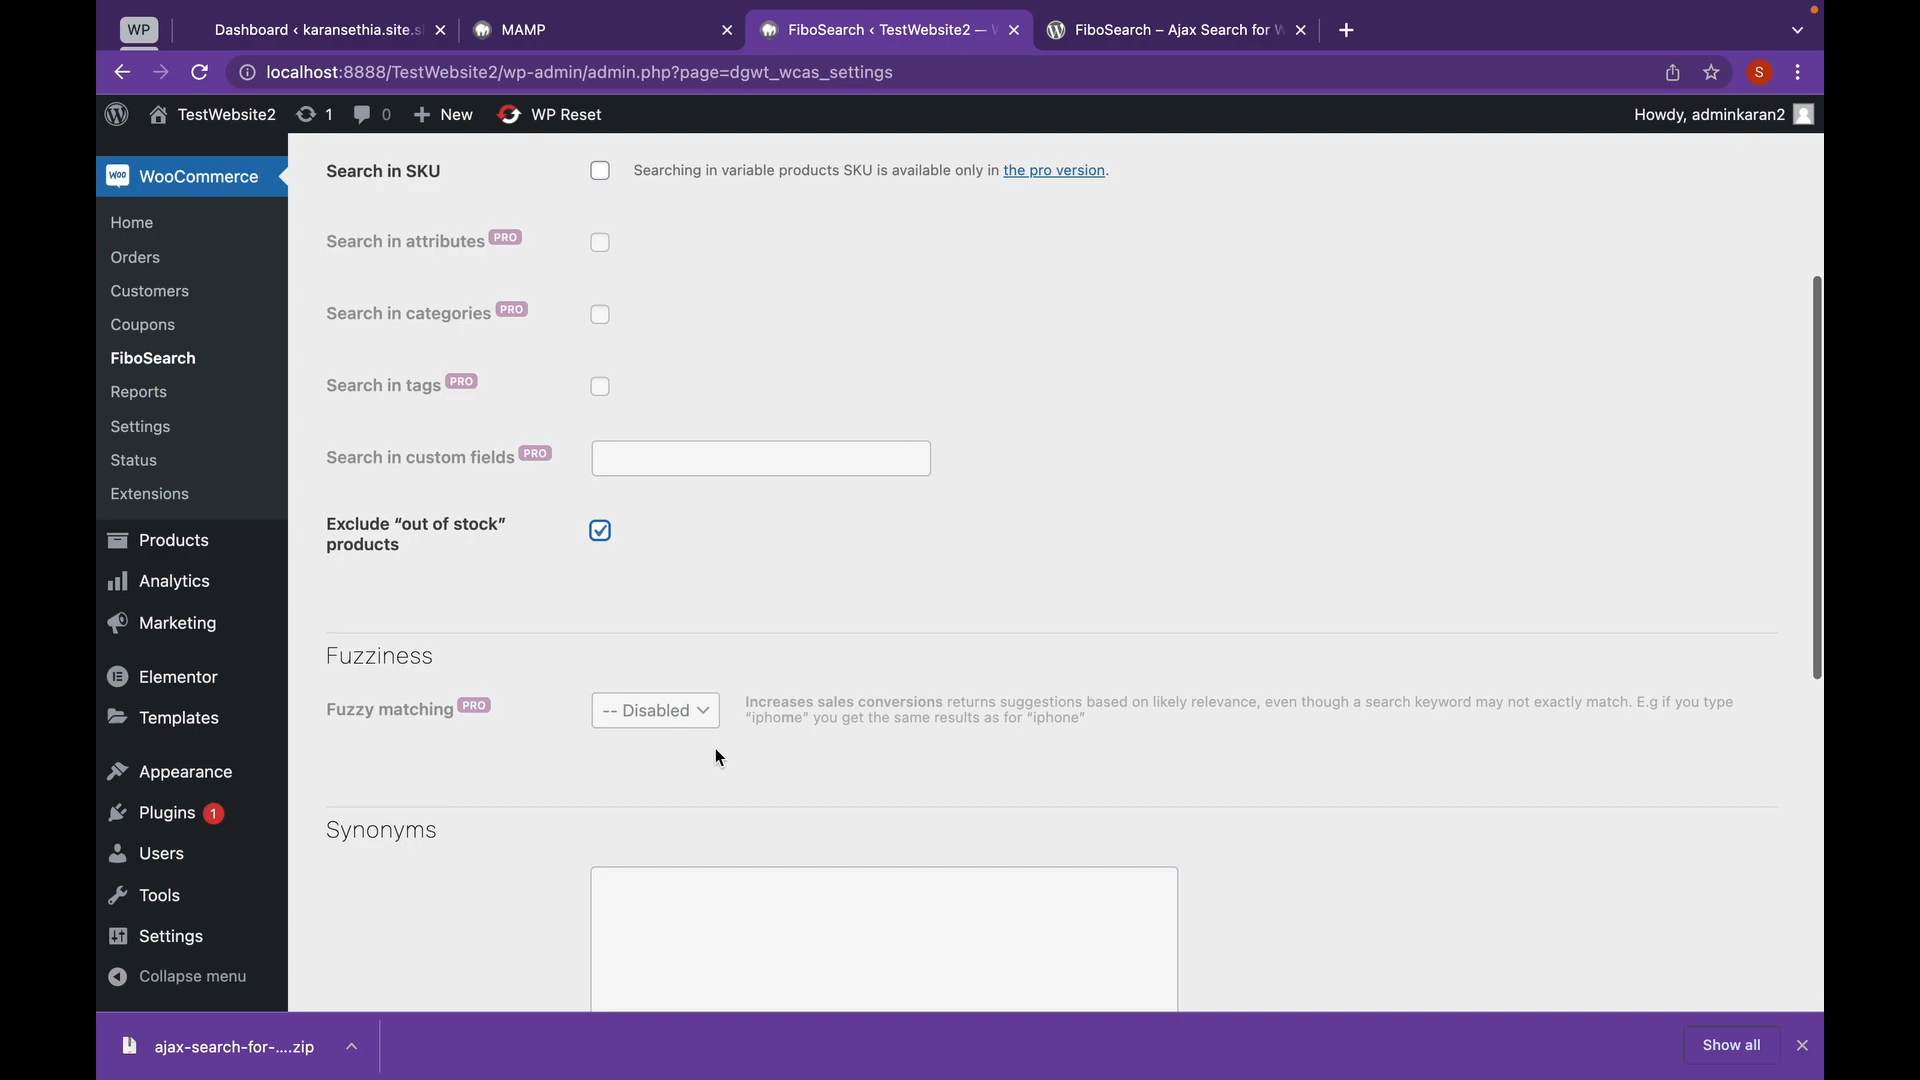 WP
Dashboard ‹ karansethia.site.s
MAMP
FiboSearch ‹ TestWebsite2 —
FiboSearch – Ajax Search for
localhost:8888/TestWebsite2/wp-admin/admin.php?page=dgwt_wcas_settings
S
TestWebsite2
1
0
New
WP Reset
Howdy, adminkaran2
Woo
WooCommerce
Home
Orders
Customers
Coupons
FiboSearch
Reports
Settings
Status
Extensions
Products
Analytics
Marketing
Elementor
Templates
Appearance
Plugins 1
Users
Tools
Settings
Collapse menu
Search in SKU
Searching in variable products SKU is available only in the pro version.
Search in attributes PRO
Search in categories PRO
Search in tags PRO
Search in custom fields PRO
Exclude “out of stock”
products
Fuzziness
Fuzzy matching PRO
-- Disabled
Increases sales conversions returns suggestions based on likely relevance, even though a search keyword may not exactly match. E.g if you type
“iphome” you get the same results as for “iphone”
Synonyms
ajax-search-for-....zip
Show all